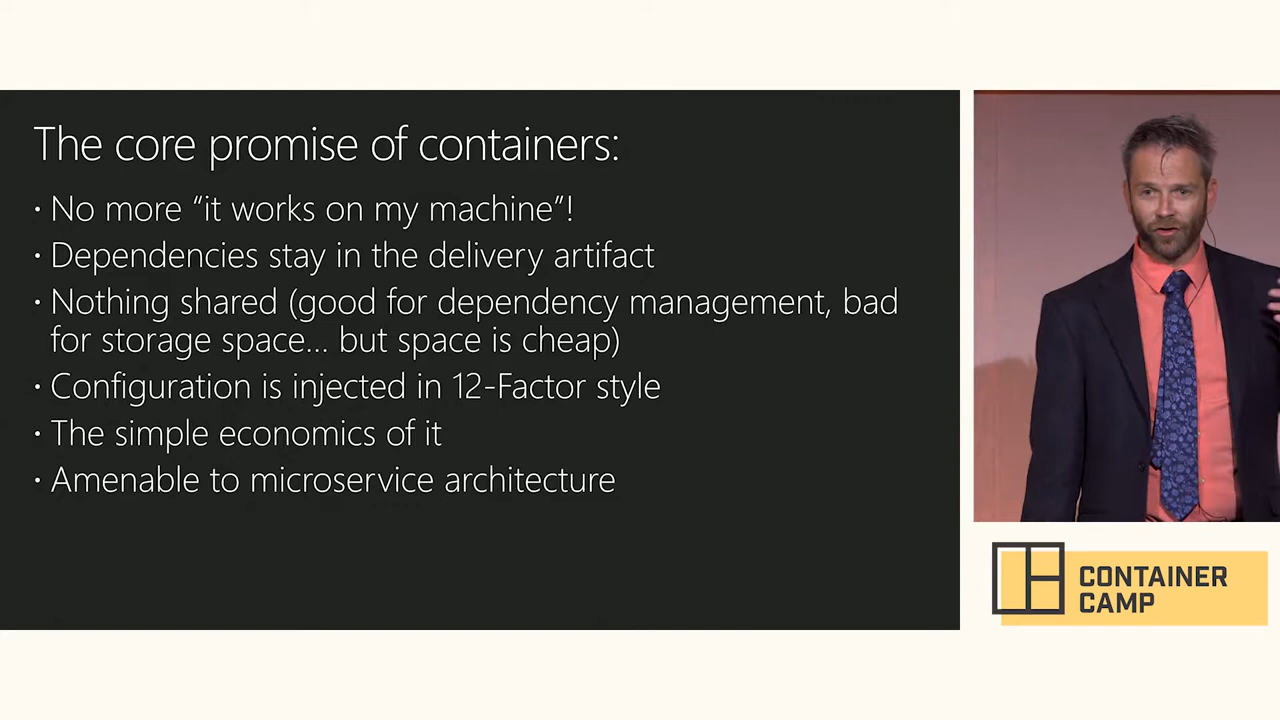 The core promise of containers:
• No more “it works on my machine”!
• Dependencies stay in the delivery artifact
• Nothing shared (good for dependency management, bad
for storage space... but space is cheap)
• Configuration is injected in 12-Factor style
• The simple economics of it
• Amenable to microservice architecture
CONTAINER
CAMP